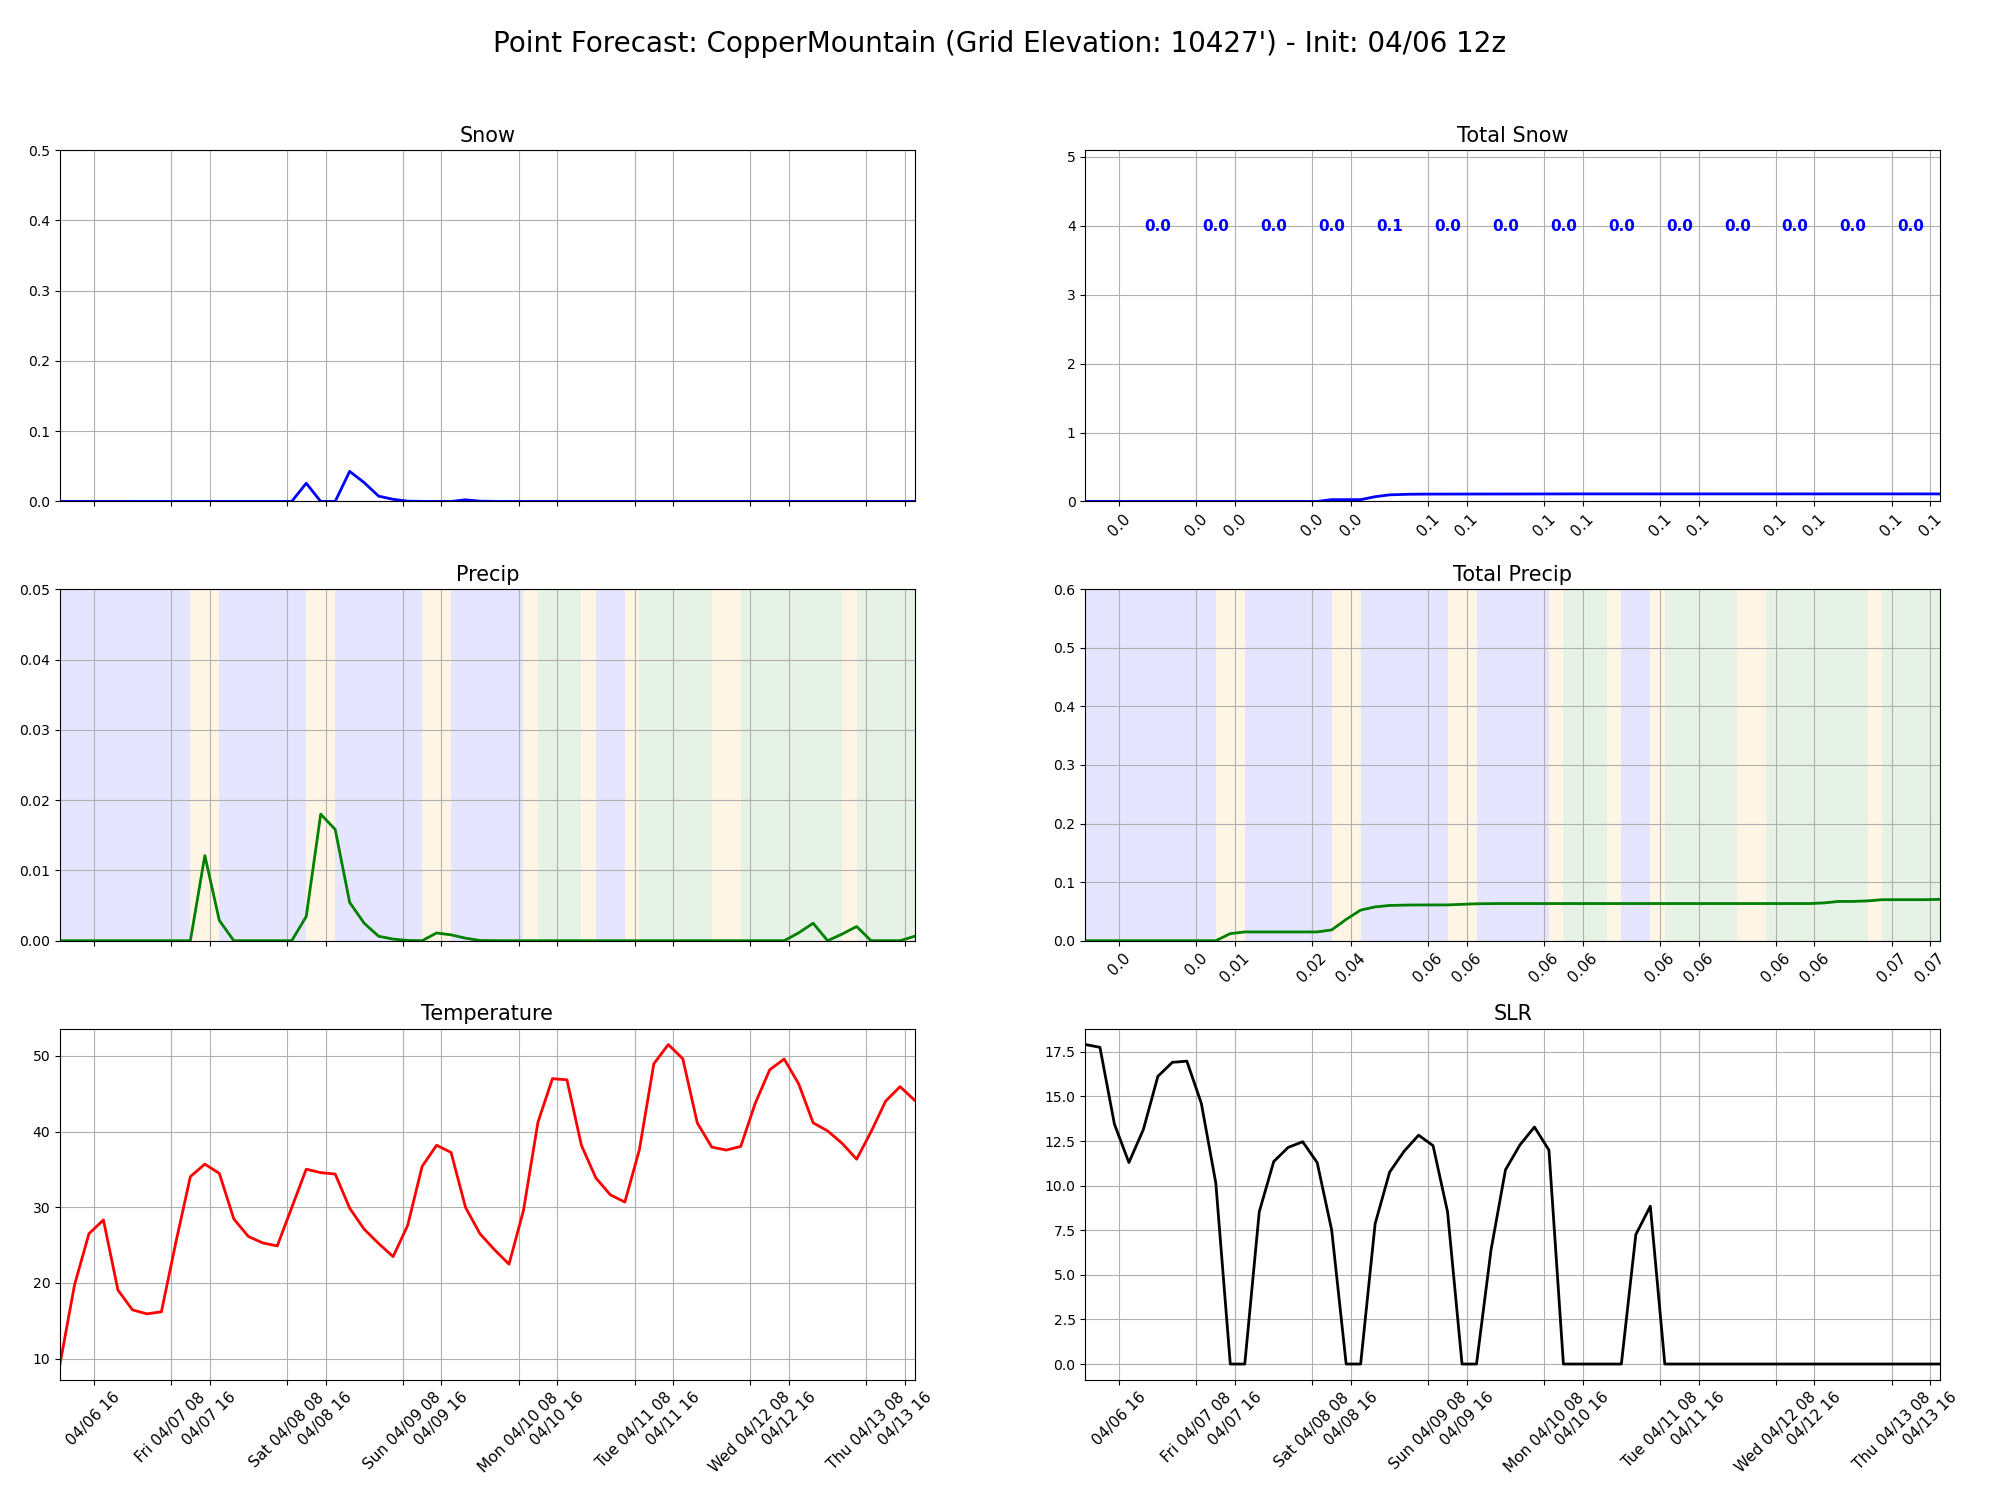 Point Forecast: CopperMountain (Grid Elevation: 10427') - Init: 04/06 12z
Snow
0.5
0.4
0.3
0.2
0.1
0.0
Total Snow
5
4
3
2
1
0
0.0 0.0 0.0 0.0 0.1 0.0 0.0 0.0 0.0 0.0 0.0 0.0 0.0 0.0
0.0 0.0 0.0 0.0 0.0 0.1 0.1 0.1 0.1 0.1 0.1 0.1 0.1 0.1 0.1
Precip
0.05
0.04
0.03
0.02
0.01
0.00
Total Precip
0.6
0.5
0.4
0.3
0.2
0.1
0.0
0.0 0.0 0.01 0.02 0.04 0.06 0.06 0.06 0.06 0.06 0.06 0.06 0.06 0.07 0.07
Temperature
50
40
30
20
10
04/06 16
Fri 04/07 08
04/07 16
Sat 04/08 08
04/08 16
Sun 04/09 08
04/09 16
Mon 04/10 08
04/10 16
Tue 04/11 08
04/11 16
Wed 04/12 08
04/12 16
Thu 04/13 08
04/13 16
SLR
17.5
15.0
12.5
10.0
7.5
5.0
2.5
0.0
04/06 16
Fri 04/07 08
04/07 16
Sat 04/08 08
04/08 16
Sun 04/09 08
04/09 16
Mon 04/10 08
04/10 16
Tue 04/11 08
04/11 16
Wed 04/12 08
04/12 16
Thu 04/13 08
04/13 16